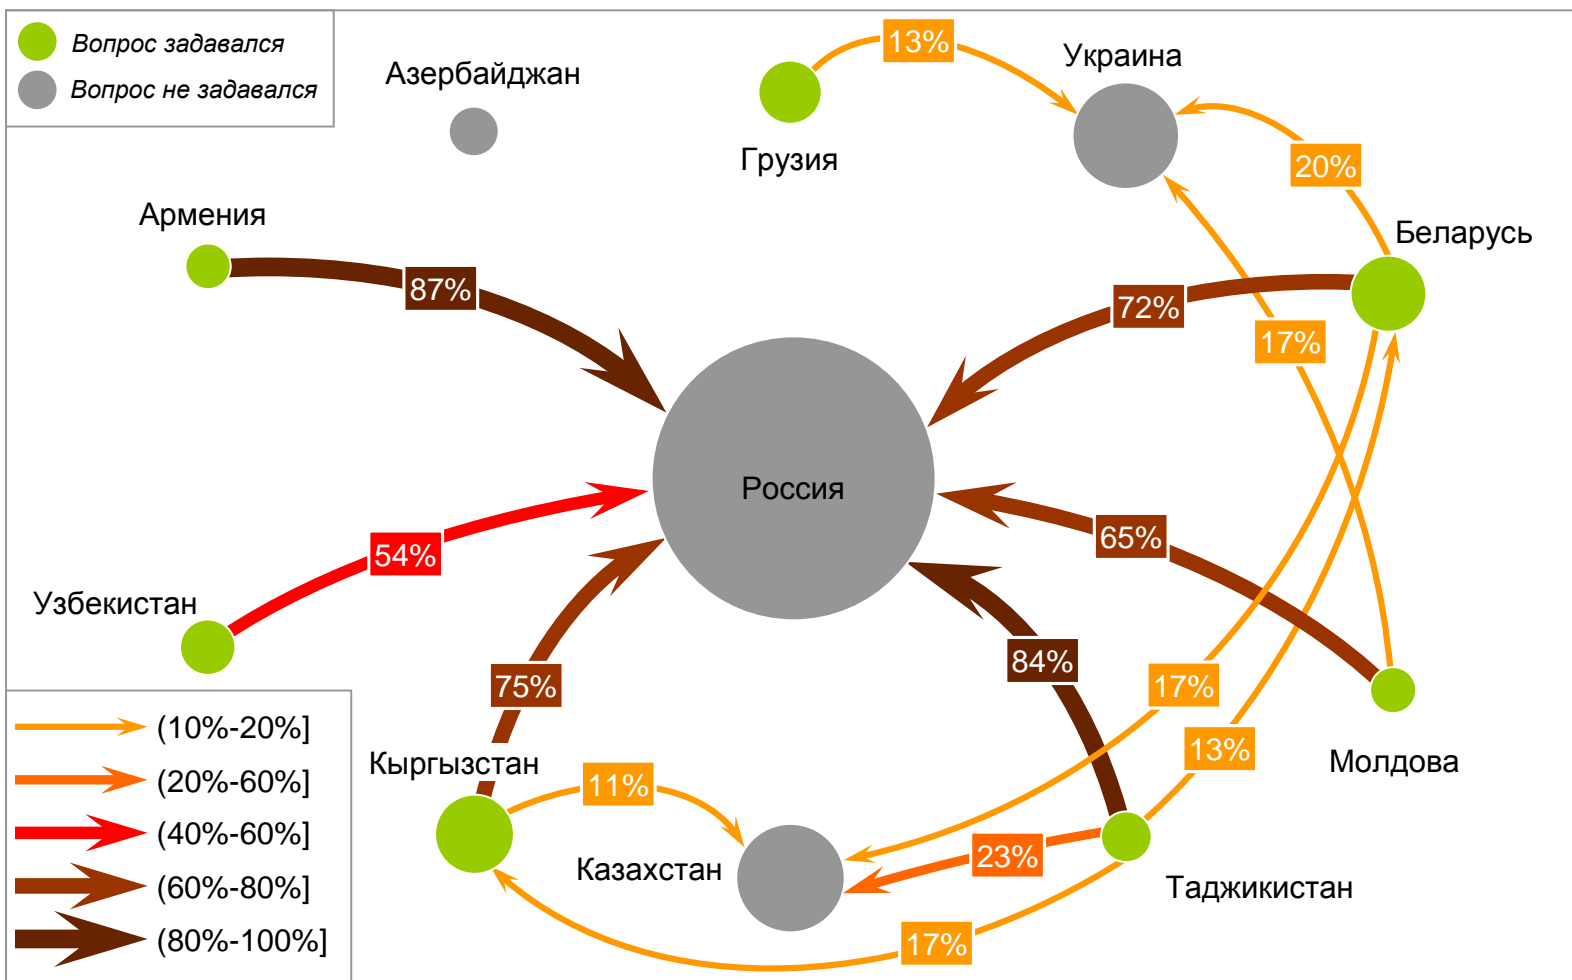 Вопрос задавался
Вопрос не задавался
Азербайджан
Грузия
13%
Украина
20%
Беларусь
Армения
87%
72%
17%
Россия
54%
65%
Узбекистан
75%
84%
17%
13%
Молдова
Кыргызстан
11%
Казахстан
23%
Таджикистан
17%
(10%-20%]
(20%-60%]
(40%-60%]
(60%-80%]
(80%-100%]